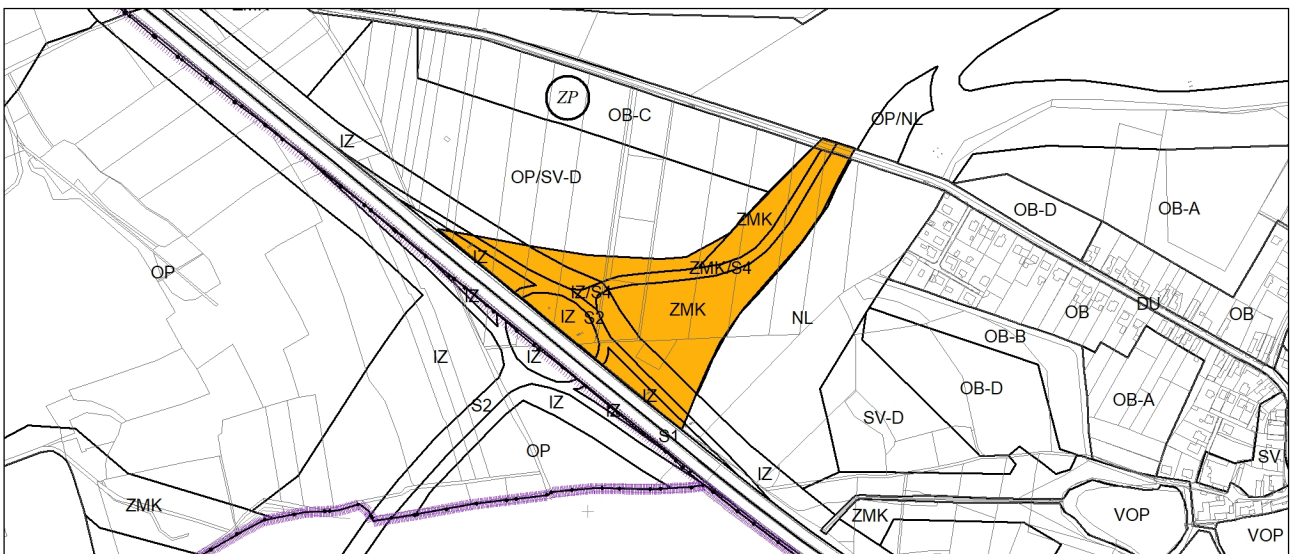 ZMK
ZP
OB-C
OP/NL
IZ
OP/SV-D
OB-D
OB-A
ZMK
OP
IZ
ZMK/S4
IZ
IZ/S4
IZ
S2
ZMK
NL
DU
OB
OB
OB-B
IZ
IZ
OB-D
OB-A
IZ
S2
IZ
IZ
SV-D
S1
OP
SV
IZ
ZMK
ZMK
VOP
VOP